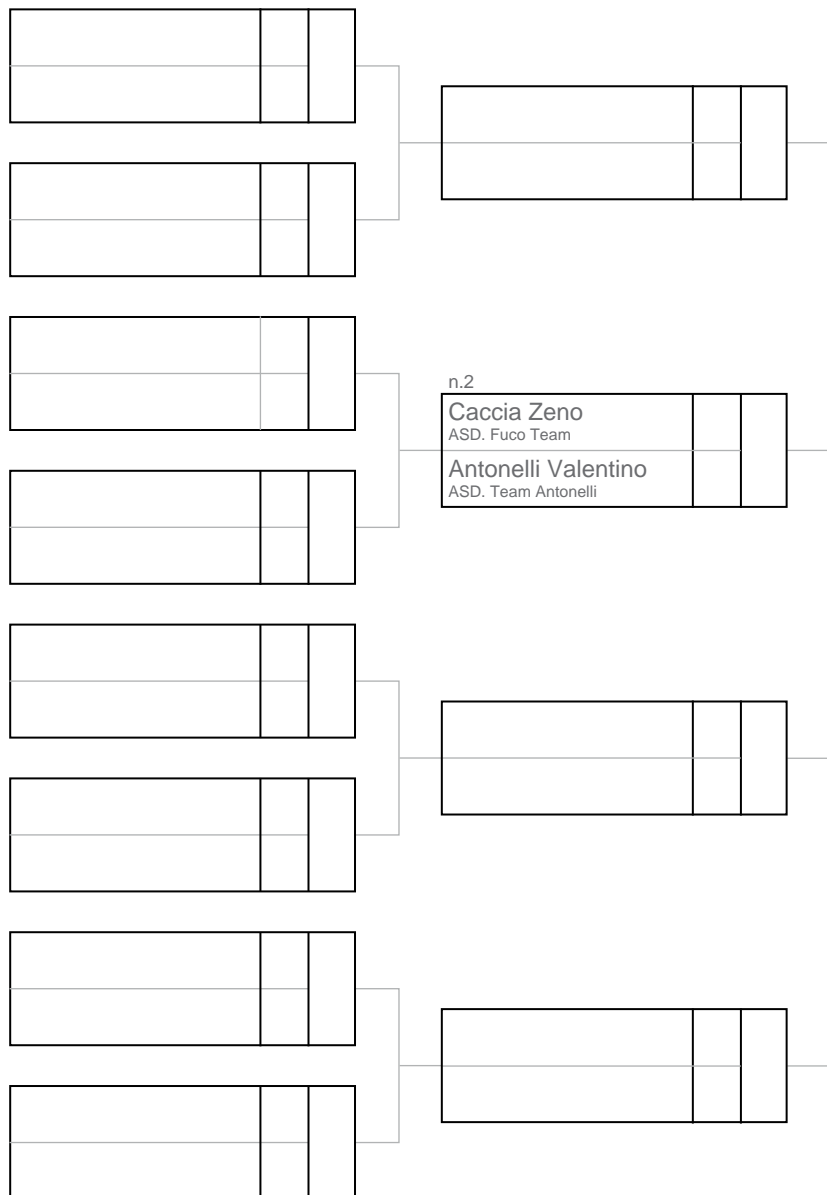 n.2
Caccia Zeno
ASD. Fuco Team
Antonelli Valentino
ASD. Team Antonelli